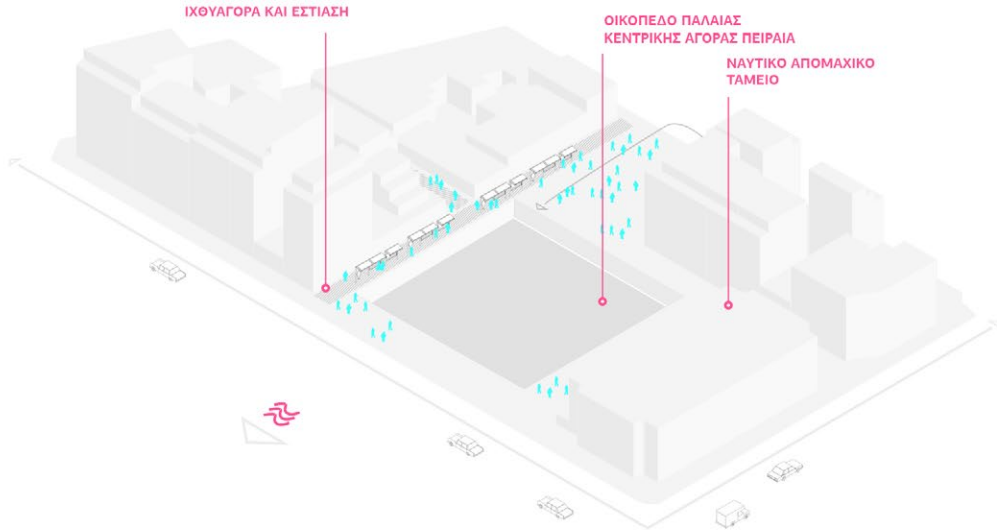 ΙΧΘΥΑΓΟΡΑ ΚΑΙ ΕΣΤΙΑΣΗ
ΟΙΚΟΠΕΔΟ ΠΑΛΑΙΑΣ
ΚΕΝΤΡΙΚΗΣ ΑΓΟΡΑΣ ΠΕΙΡΑΙΑ
ΝΑΥΤΙΚΟ ΑΠΟΜΑΧΙΚΟ
ΤΑΜΕΙΟ